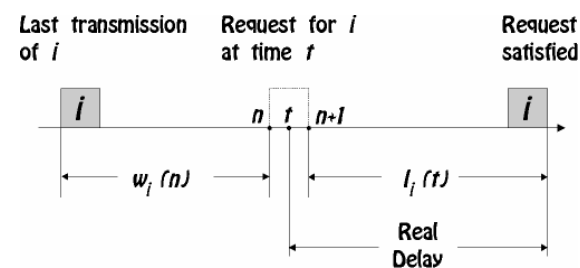 Last transmission
of i
Request for i
at time t
Request
satisfied
i
n t n+1
i
w_i (n)
l_i (t)
Real
Delay